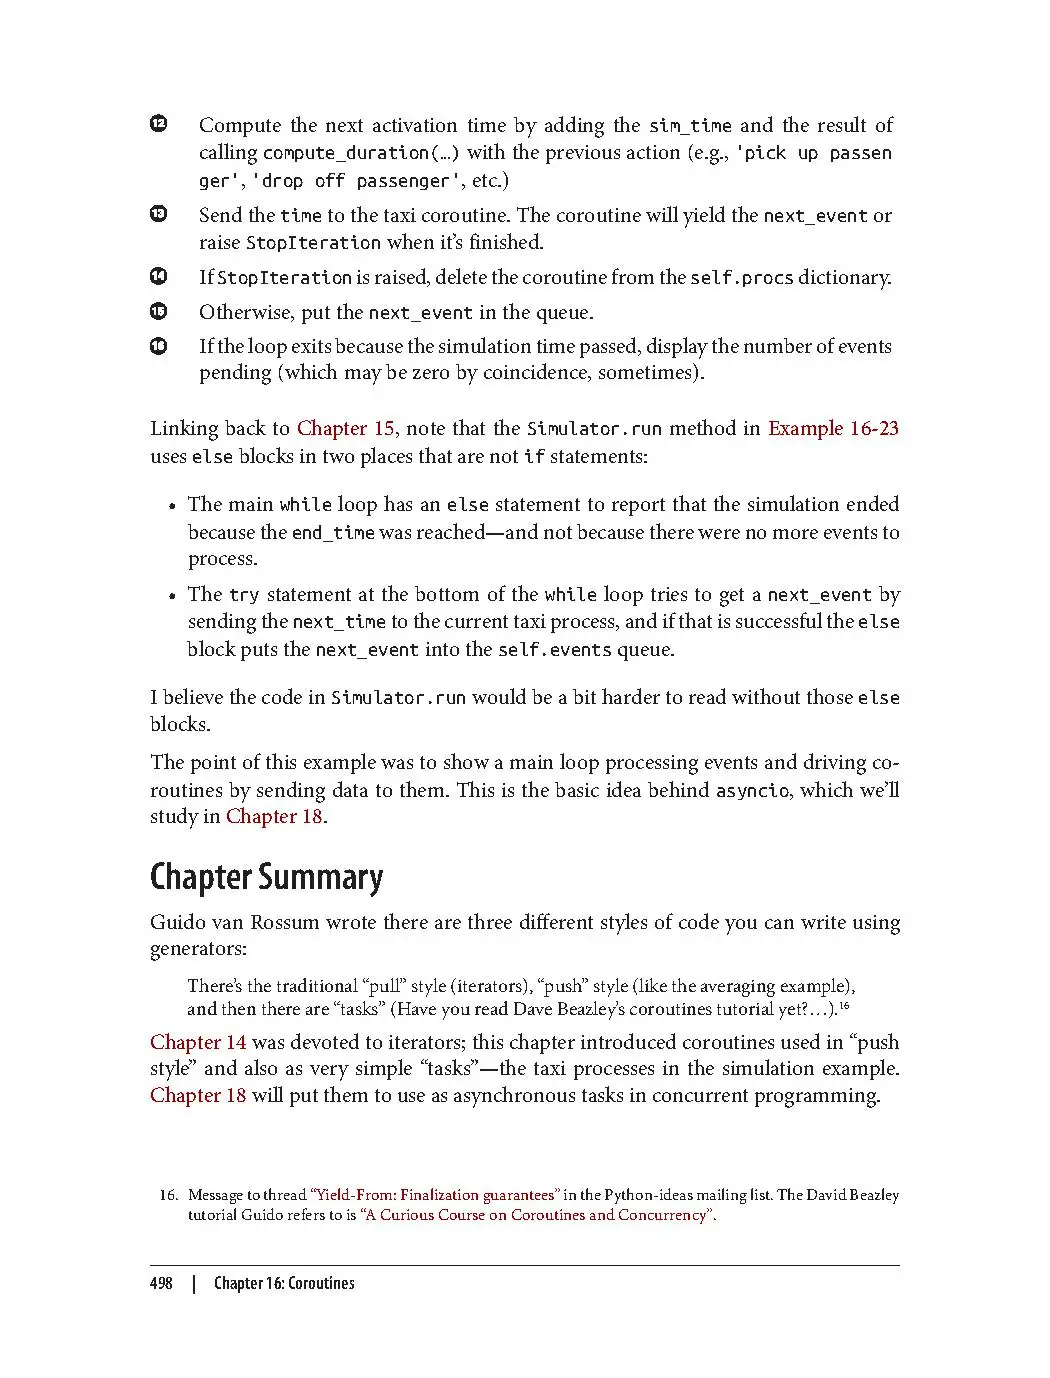 12 Compute the next activation time by adding the sim_time and the result of
calling compute_duration(…) with the previous action (e.g., 'pick up passen
ger', 'drop off passenger', etc.)
13 Send the time to the taxi coroutine. The coroutine will yield the next_event or
raise StopIteration when it’s finished.
14 If StopIteration is raised, delete the coroutine from the self.procs dictionary.
15 Otherwise, put the next_event in the queue.
16 If the loop exits because the simulation time passed, display the number of events
pending (which may be zero by coincidence, sometimes).
Linking back to Chapter 15, note that the Simulator.run method in Example 16-23
uses else blocks in two places that are not if statements:
• The main while loop has an else statement to report that the simulation ended
because the end_time was reached—and not because there were no more events to
process.
• The try statement at the bottom of the while loop tries to get a next_event by
sending the next_time to the current taxi process, and if that is successful the else
block puts the next_event into the self.events queue.
I believe the code in Simulator.run would be a bit harder to read without those else
blocks.
The point of this example was to show a main loop processing events and driving co‐
routines by sending data to them. This is the basic idea behind asyncio, which we’ll
study in Chapter 18.
Chapter Summary
Guido van Rossum wrote there are three different styles of code you can write using
generators:
There’s the traditional “pull” style (iterators), “push” style (like the averaging example),
and then there are “tasks” (Have you read Dave Beazley’s coroutines tutorial yet?…).16
Chapter 14 was devoted to iterators; this chapter introduced coroutines used in “push
style” and also as very simple “tasks”—the taxi processes in the simulation example.
Chapter 18 will put them to use as asynchronous tasks in concurrent programming.
16. Message to thread “Yield-From: Finalization guarantees” in the Python-ideas mailing list. The David Beazley
tutorial Guido refers to is “A Curious Course on Coroutines and Concurrency”.
498 | Chapter 16: Coroutines